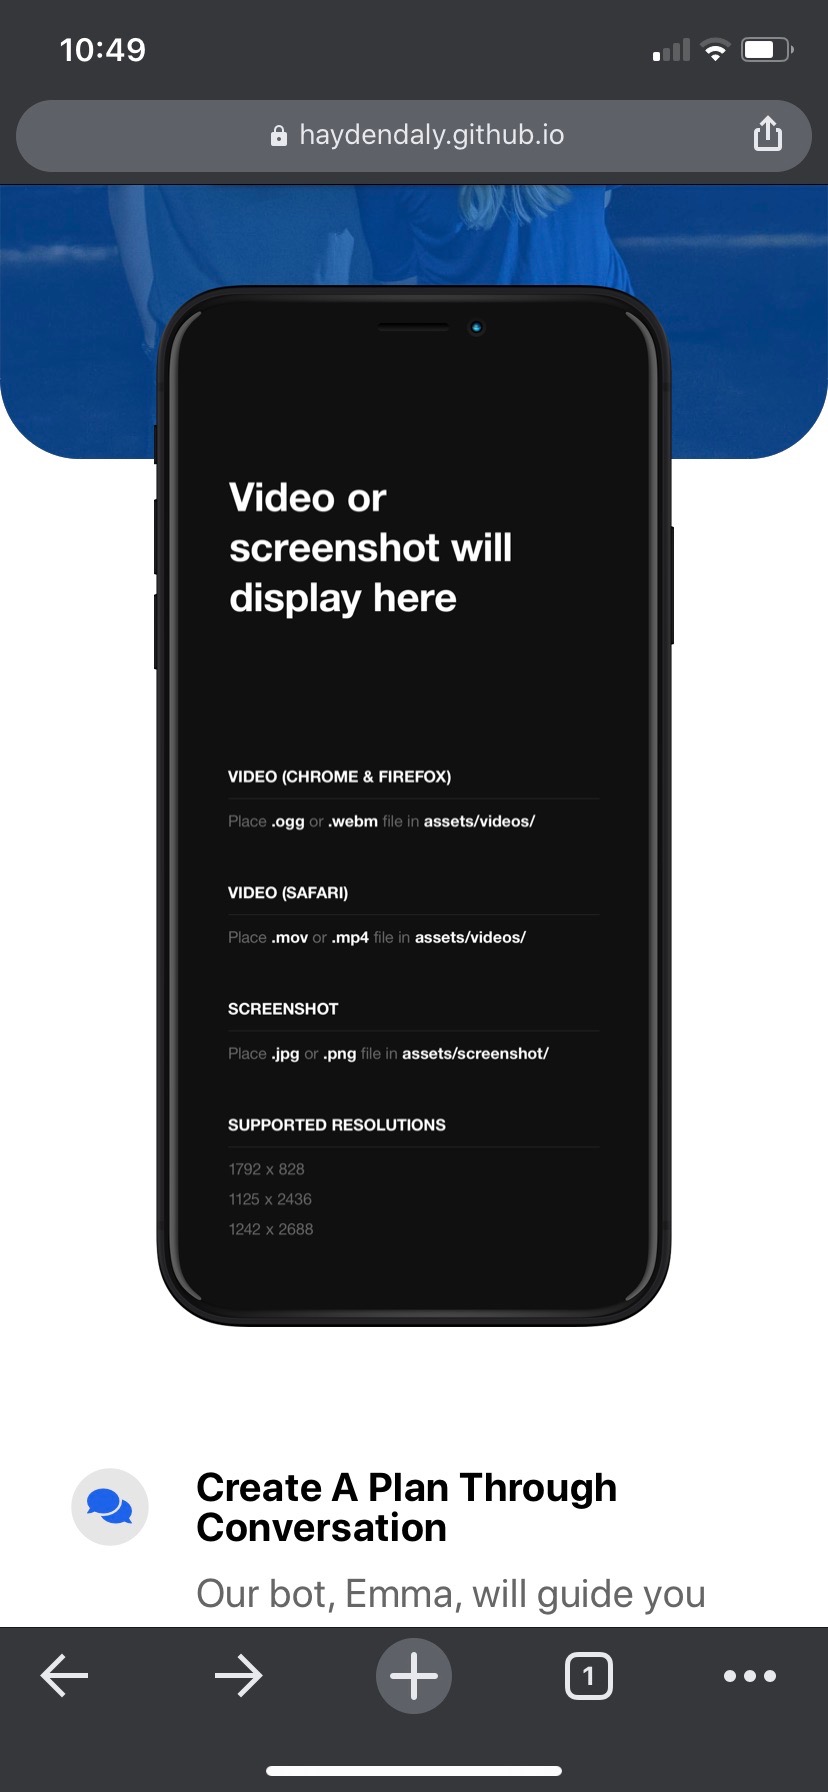 10:49
haydendaly.github.io
Video or
screenshot will
display here
VIDEO (CHROME & FIREFOX)
Place .ogg or .webm file in assets/videos/
VIDEO (SAFARI)
Place .mov or .mp4 file in assets/videos/
SCREENSHOT
Place .jpg or .png file in assets/screenshot/
SUPPORTED RESOLUTIONS
1792 x 828
1125 x 2436
1242 x 2688
Create A Plan Through
Conversation
Our bot, Emma, will guide you
1